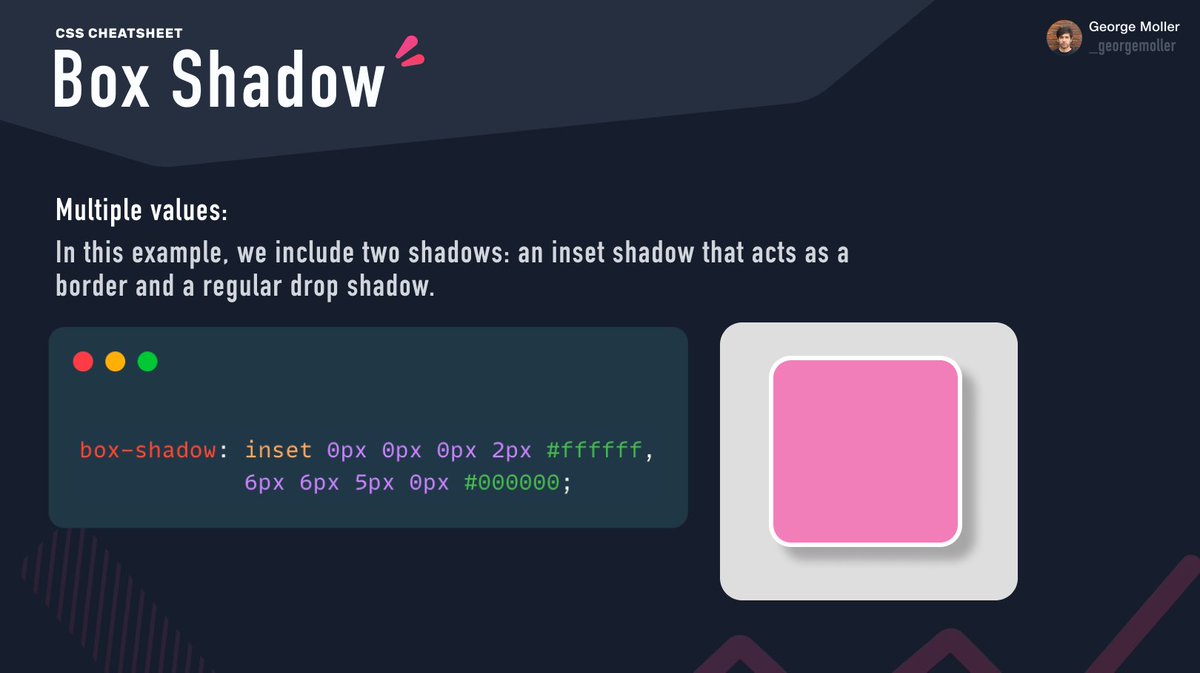 CSS CHEATSHEET
Box Shadow
George Moller
_georgemoller
Multiple values:
In this example, we include two shadows: an inset shadow that acts as a
border and a regular drop shadow.
box-shadow: inset 0px 0px 0px 2px #ffffff,
6px 6px 5px 0px #000000;